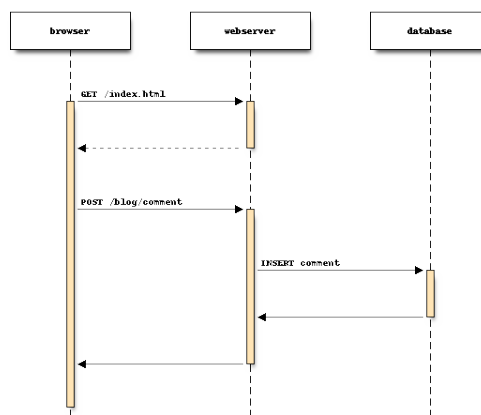 browser
webserver
database
GET /index.html
POST /blog/comment
INSERT comment